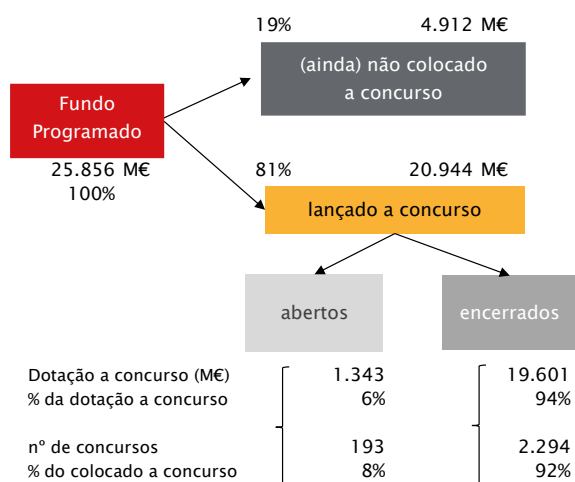 19% 4.912 M€
(ainda) não colocado
a concurso
Fundo
Programado
25.856 M€
100%
81% 20.944 M€
lançado a concurso
abertos encerrados
Dotação a concurso (M€) 1.343 19.601
% da dotação a concurso 6% 94%
nº de concursos 193 2.294
% do colocado a concurso 8% 92%